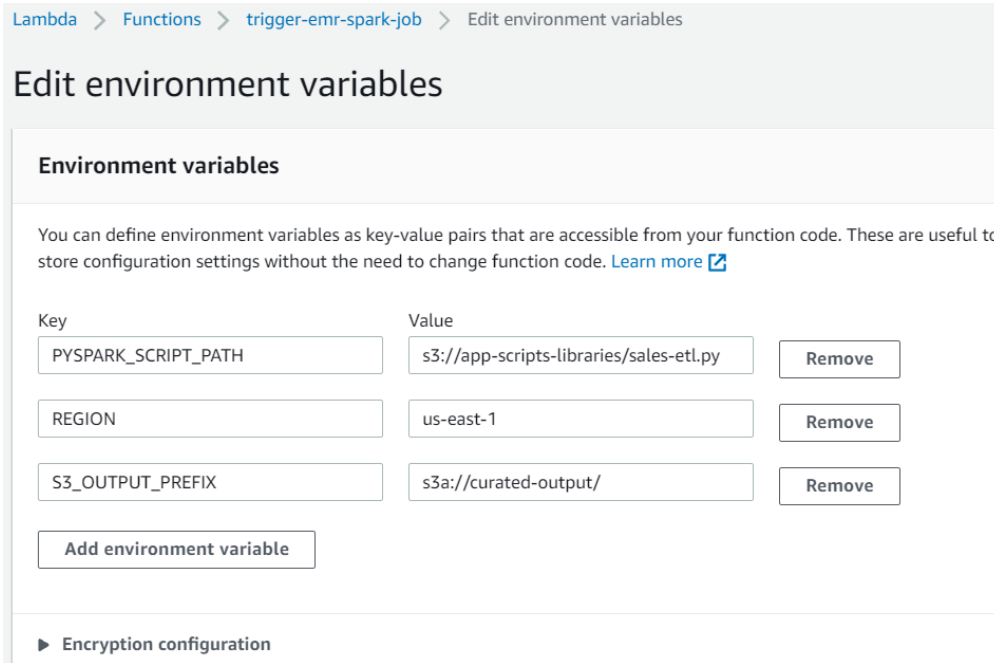 Lambda > Functions > trigger-emr-spark-job > Edit environment variables
Edit environment variables
Environment variables
You can define environment variables as key-value pairs that are accessible from your function code. These are useful to
store configuration settings without the need to change function code. Learn more
Key Value
PYSPARK_SCRIPT_PATH s3://app-scripts-libraries/sales-etl.py Remove
REGION us-east-1 Remove
S3_OUTPUT_PREFIX s3a://curated-output/ Remove
Add environment variable
Encryption configuration